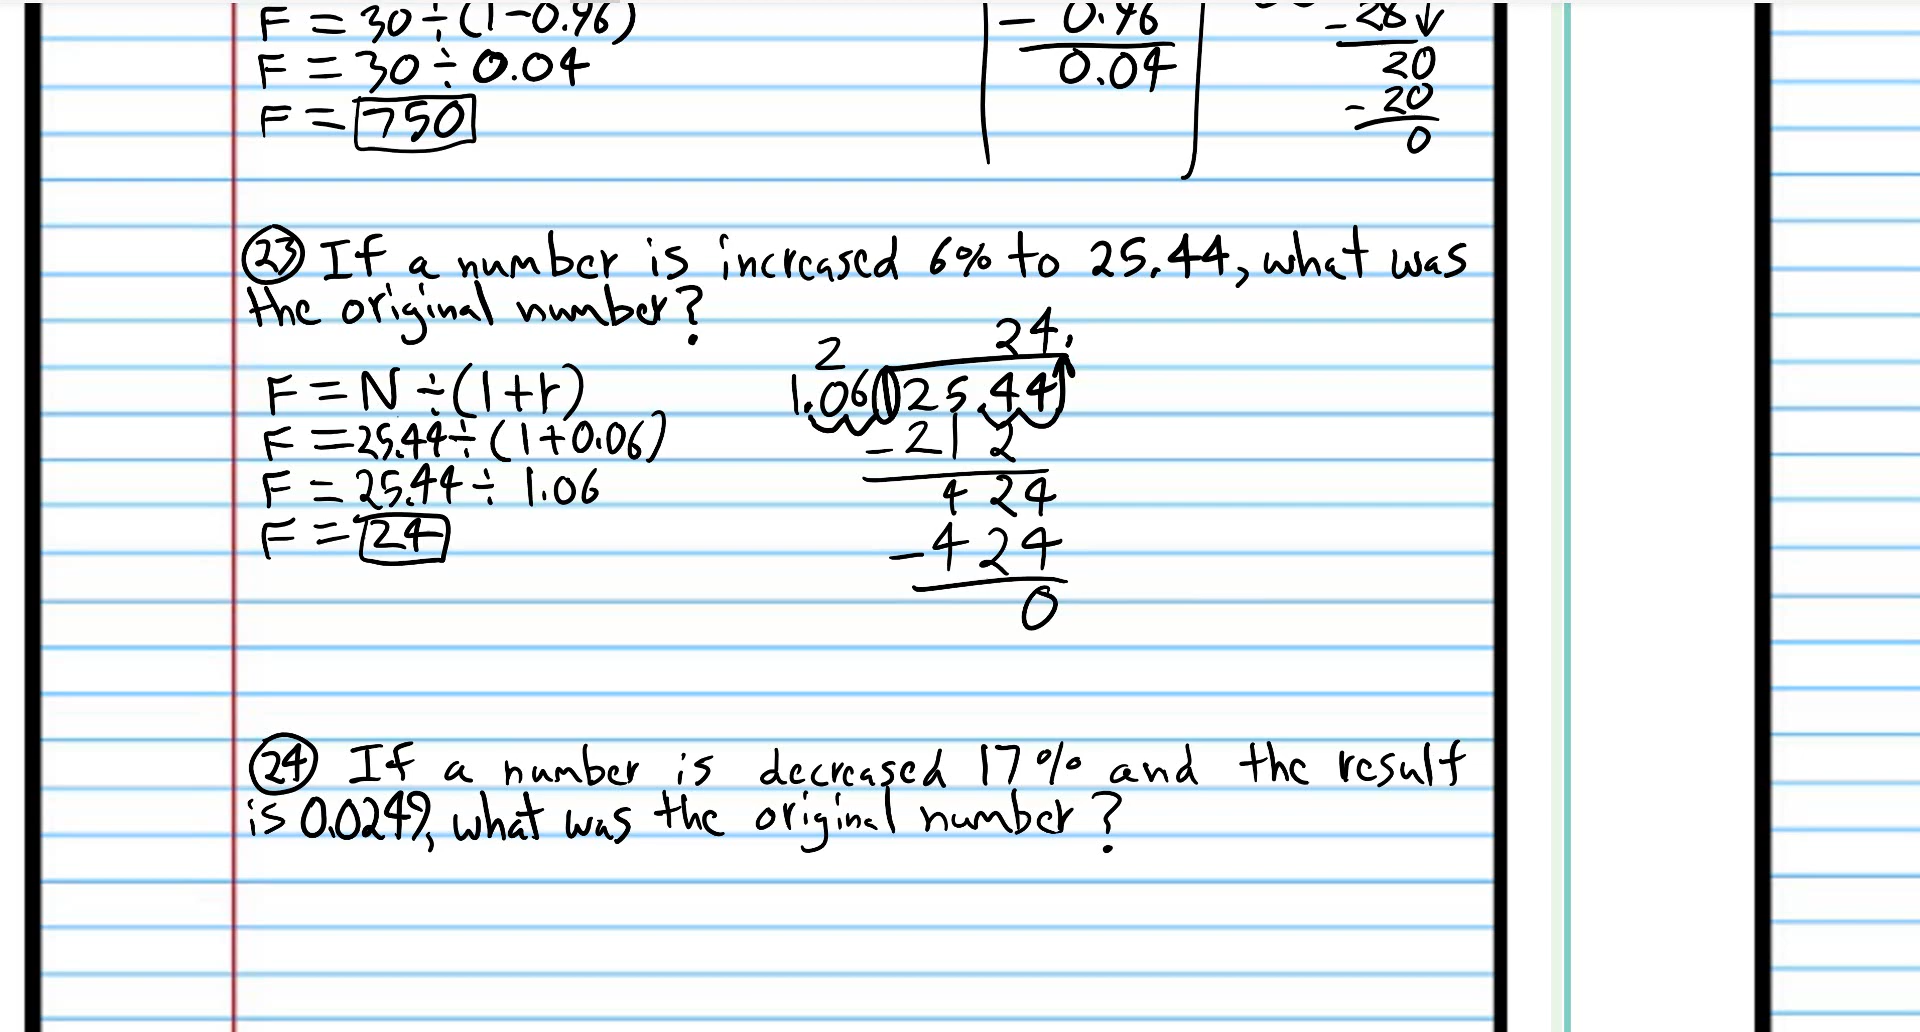 F = 30 ÷ (1-0.96)
F = 30 ÷ 0.04
F = 750
- 0.96
0.04
- 28↓
20
- 20
0
23 If a number is increased 6% to 25.44, what was
the original number?
F = N ÷ (1+r)
F = 25.44 ÷ (1+0.06)
F = 25.44 ÷ 1.06
F = 24
24.
2
1.06 25.44
- 21 2
4 24
- 4 24
0
24 If a number is decreased 17% and the result
is 0.0249, what was the original number?